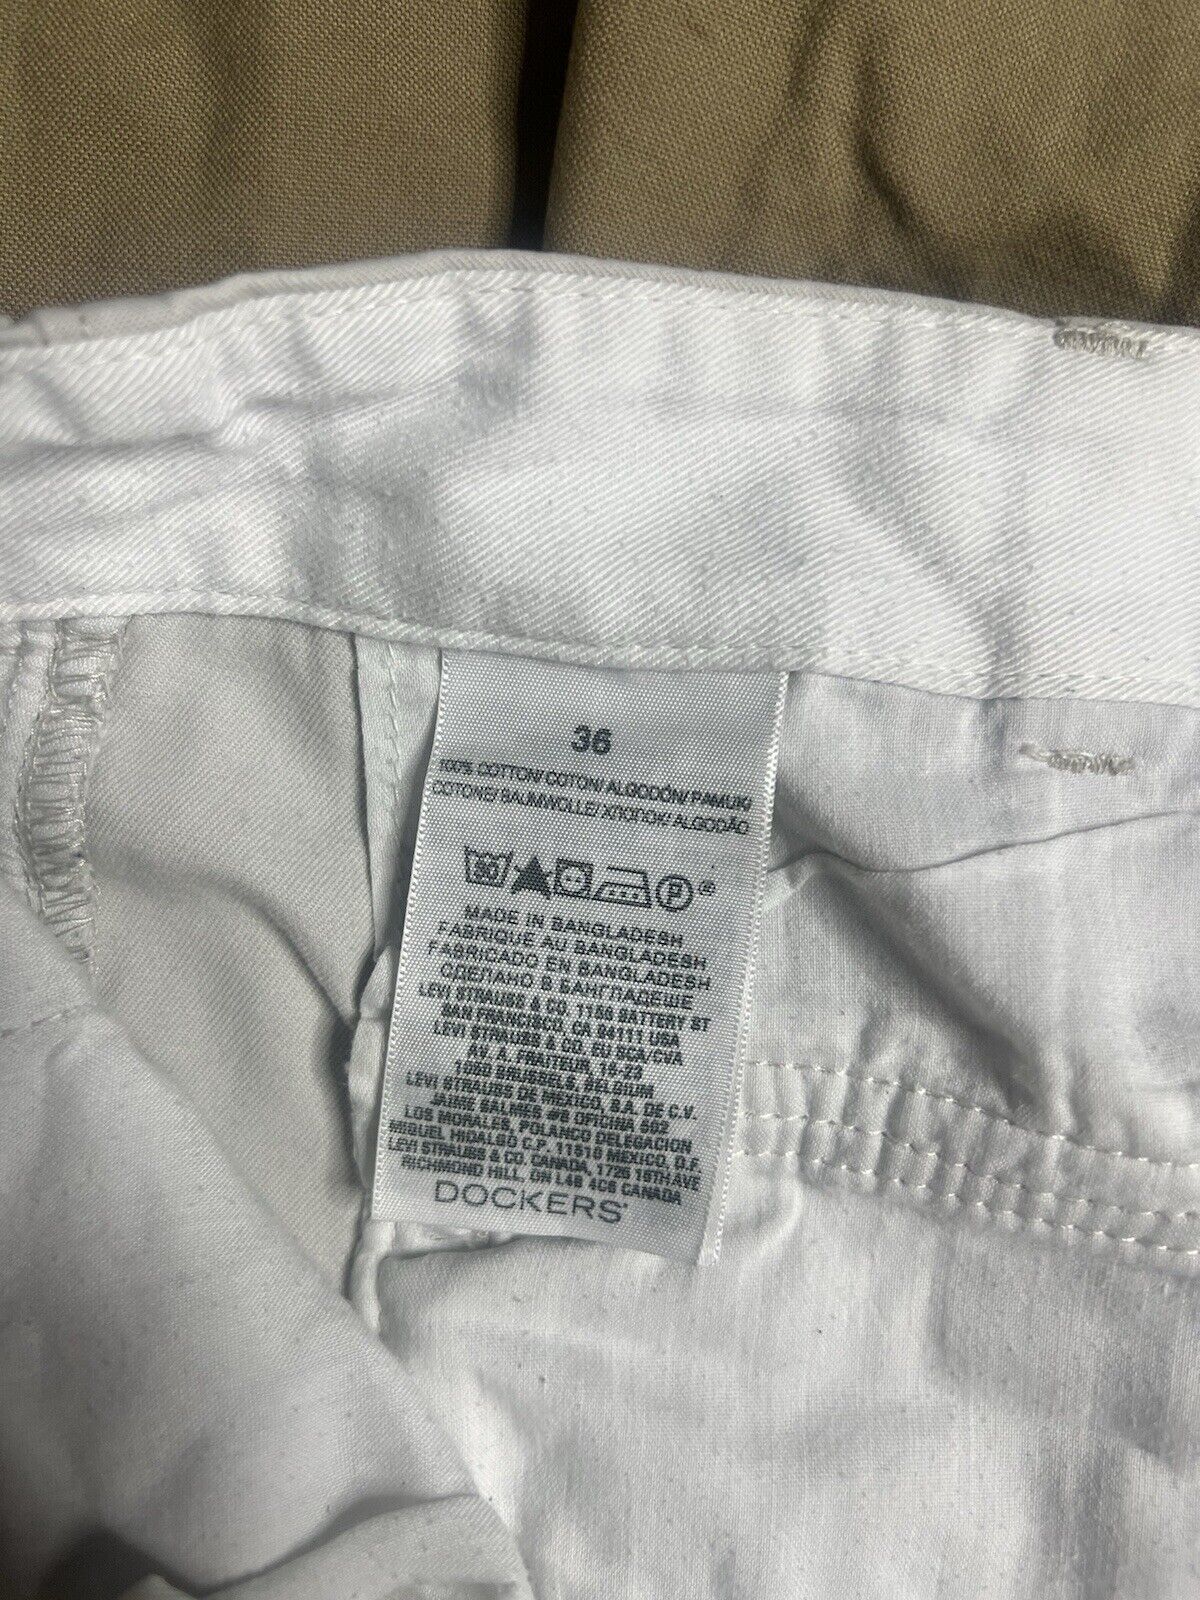 36
100% COTTON/COTON/ALGODÓN/PAMUK/
COTONE/BAUMWOLLE/ХЛОПОК/ALGODÃO
P ®
MADE IN BANGLADESH
FABRIQUE AU BANGLADESH
FABRICADO EN BANGLADESH
СДЕЛАНО В БАНГЛАДЕШЕ
LEVI STRAUSS & CO. 1155 BATTERY ST
SAN FRANCISCO, CA 94111 USA
LEVI STRAUSS & CO. EU SCA/CVA
AV. A. FRAITEUR, 15-23
1050 BRUSSELS, BELGIUM
LEVI STRAUSS DE MEXICO, S.A. DE C.V.
JAIME BALMES #8 OFICINA 602
LOS MORALES, POLANCO DELEGACION
MIGUEL HIDALGO C.P. 11510 MEXICO, D.F.
LEVI STRAUSS & CO. CANADA, 1725 16TH AVE
RICHMOND HILL, ON L4B 4C6 CANADA
DOCKERS®